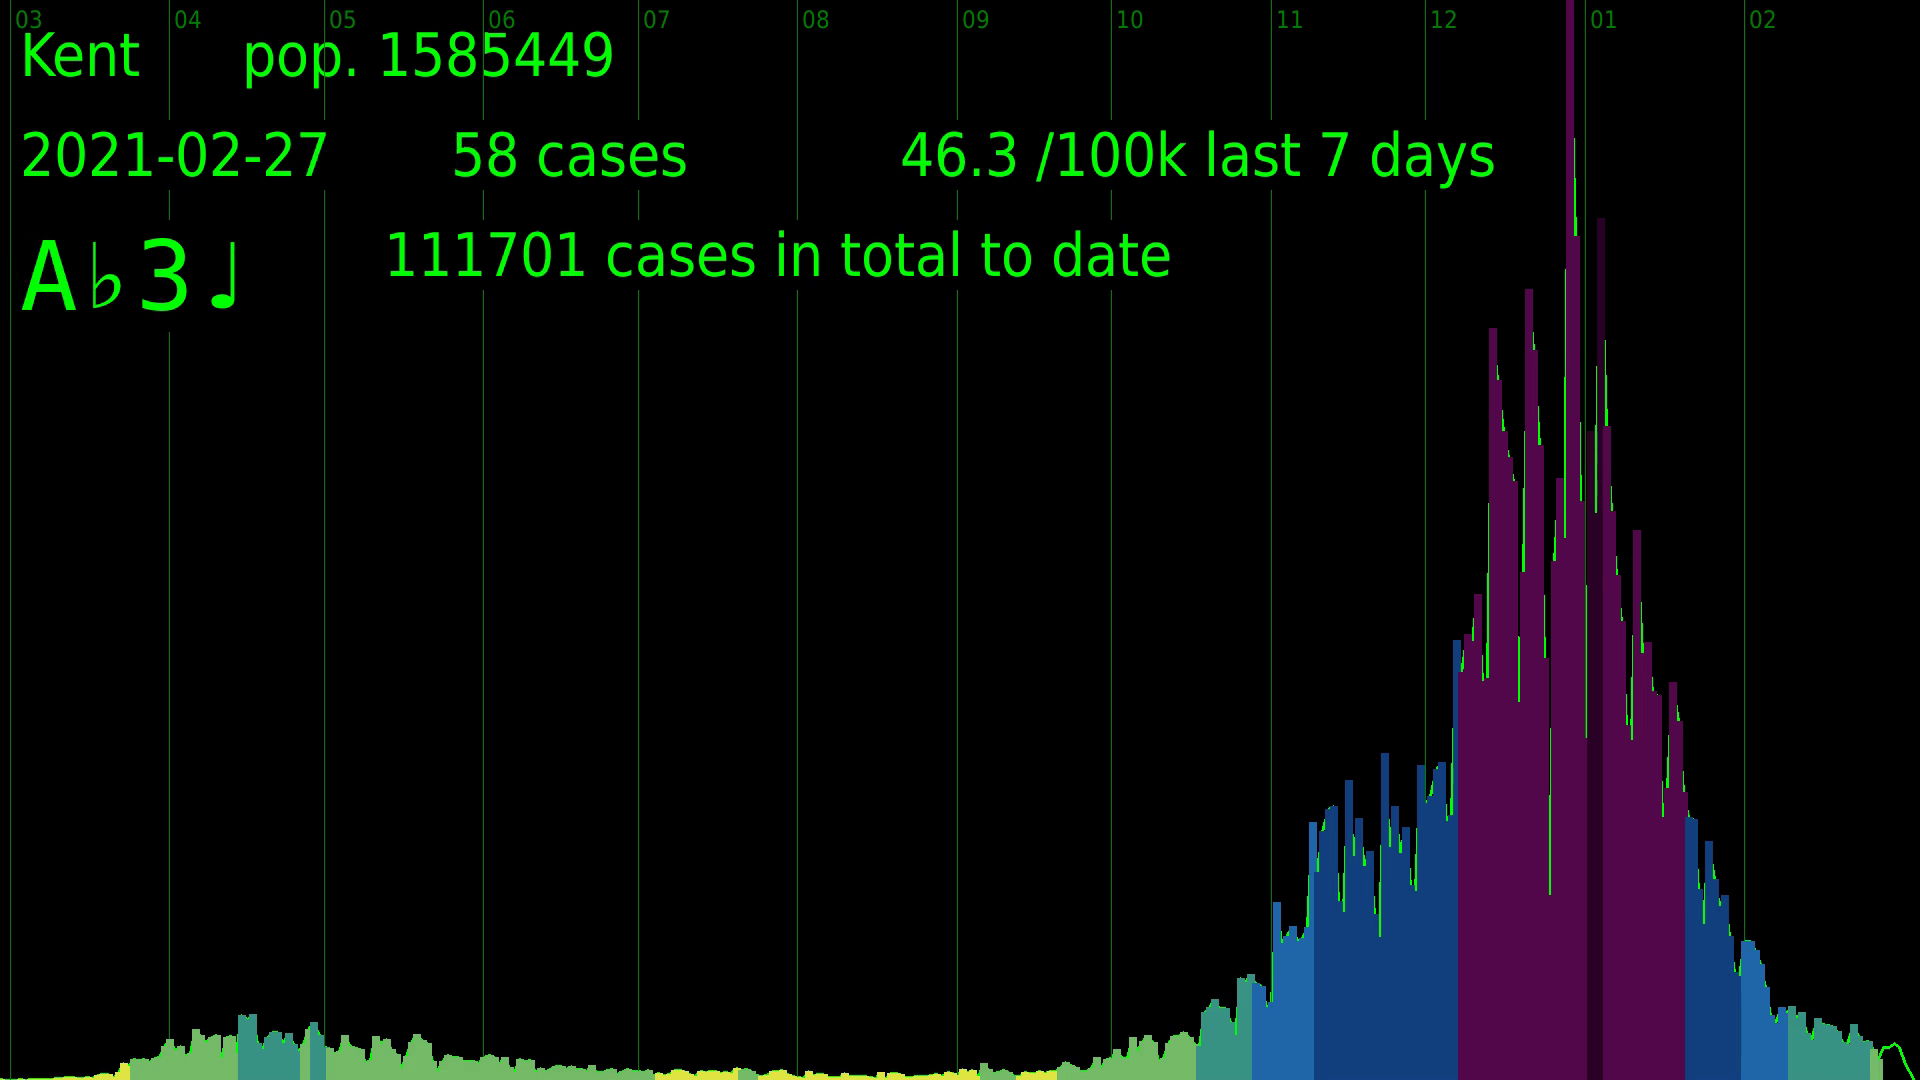 03 04 05 06 07 08 09 10 11 12 01 02
Kent pop. 1585449
2021-02-27 58 cases 46.3 /100k last 7 days
A♭3♩ 111701 cases in total to date